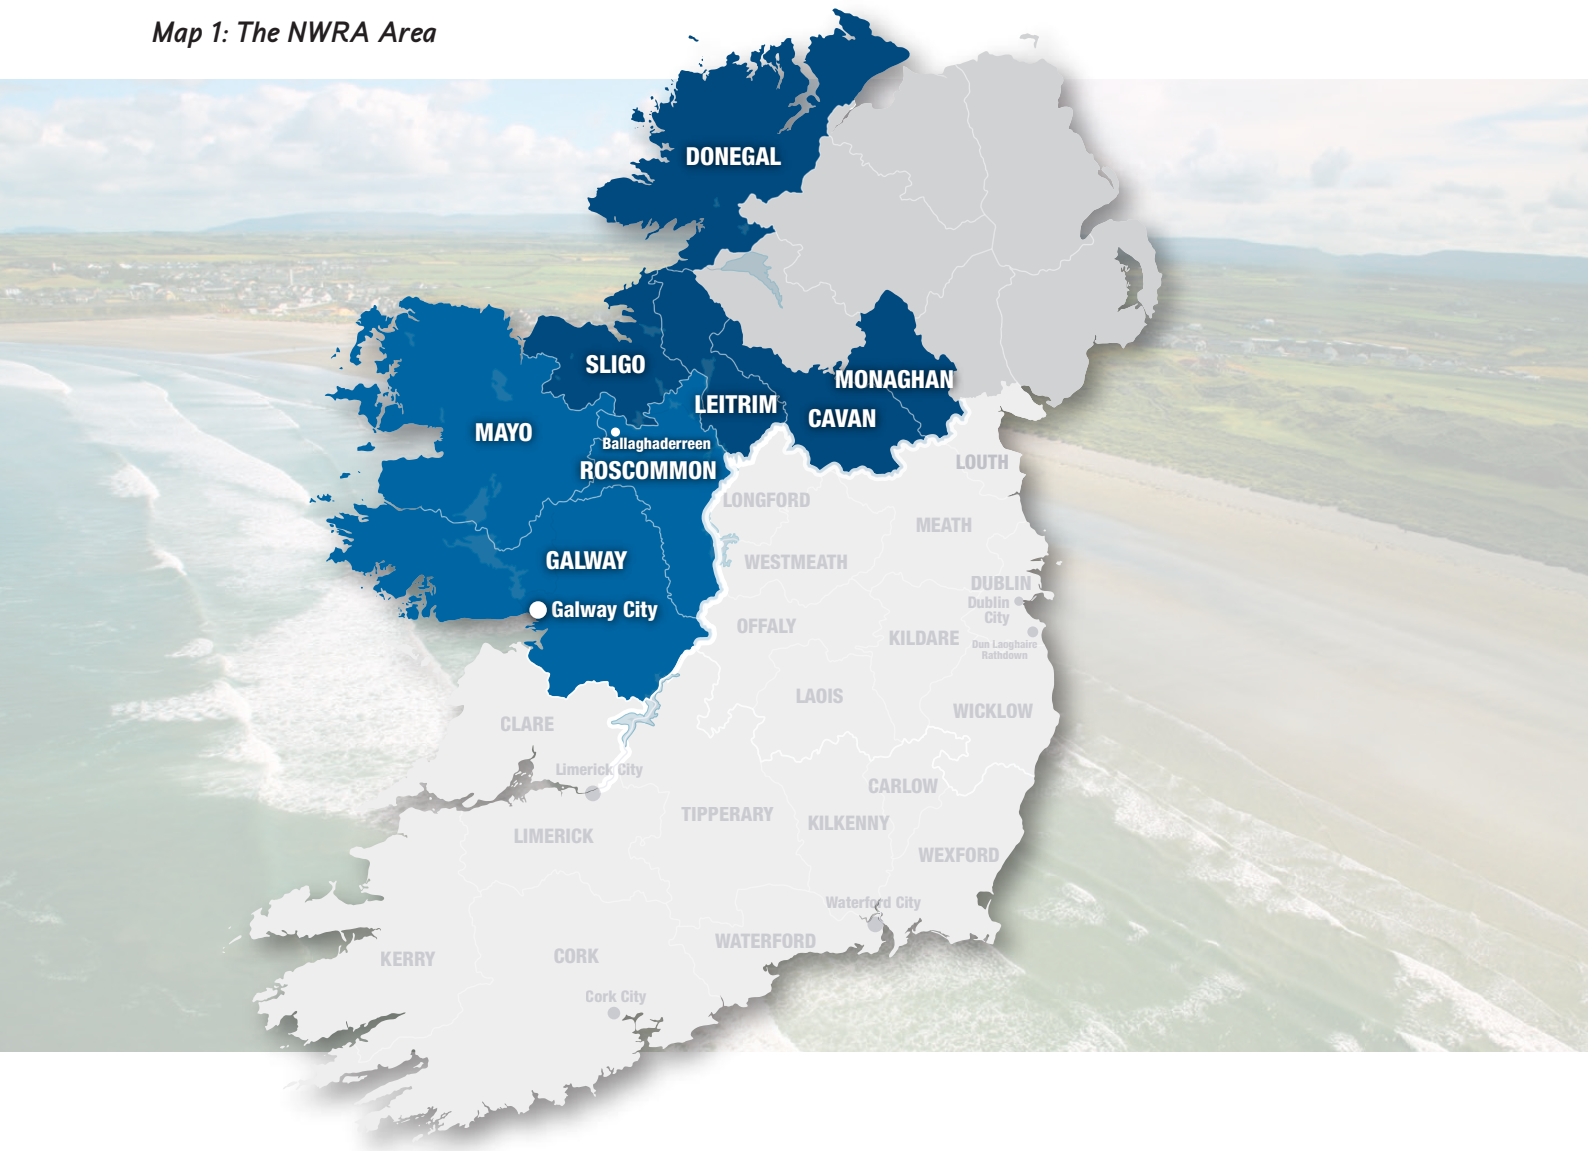 Map 1: The NWRA Area
DONEGAL
SLIGO
MONAGHAN
LEITRIM
CAVAN
MAYO
Ballaghaderreen
ROSCOMMON
LOUTH
LONGFORD
MEATH
GALWAY
WESTMEATH
DUBLIN
Dublin
City
Galway City
OFFALY
KILDARE
Dun Laoghaire
Rathdown
LAOIS
WICKLOW
CLARE
Limerick City
CARLOW
TIPPERARY
KILKENNY
LIMERICK
WEXFORD
Waterford City
WATERFORD
KERRY
CORK
Cork City